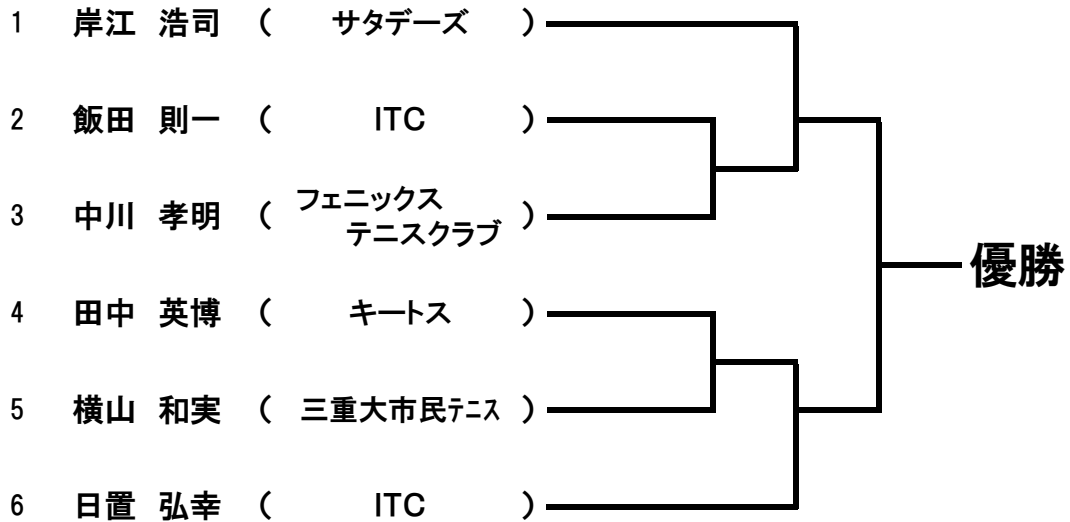 1 岸江 浩司 ( サタデーズ )
2 飯田 則一 ( ITC )
3 中川 孝明 ( フェニックス
テニスクラブ )
優勝
4 田中 英博 ( キートス )
5 横山 和実 ( 三重大市民テニス )
6 日置 弘幸 ( ITC )